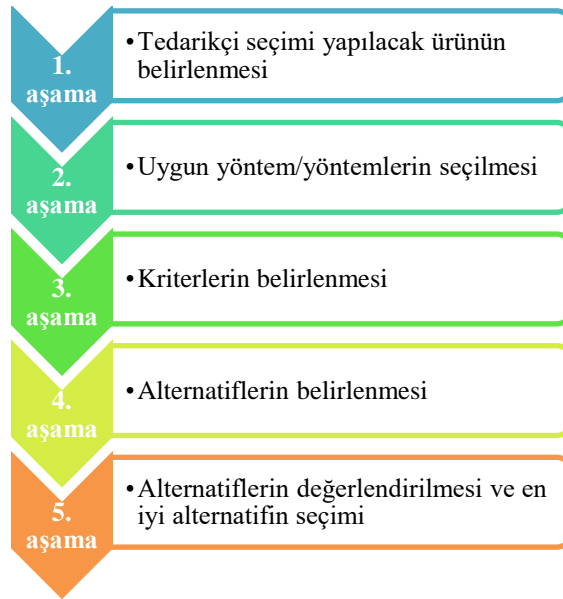 1.
aşama
•Tedarikçi seçimi yapılacak ürünün
belirlenmesi
2.
aşama
•Uygun yöntem/yöntemlerin seçilmesi
3.
aşama
•Kriterlerin belirlenmesi
4.
aşama
•Alternatiflerin belirlenmesi
5.
aşama
•Alternatiflerin değerlendirilmesi ve en
iyi alternatifin seçimi